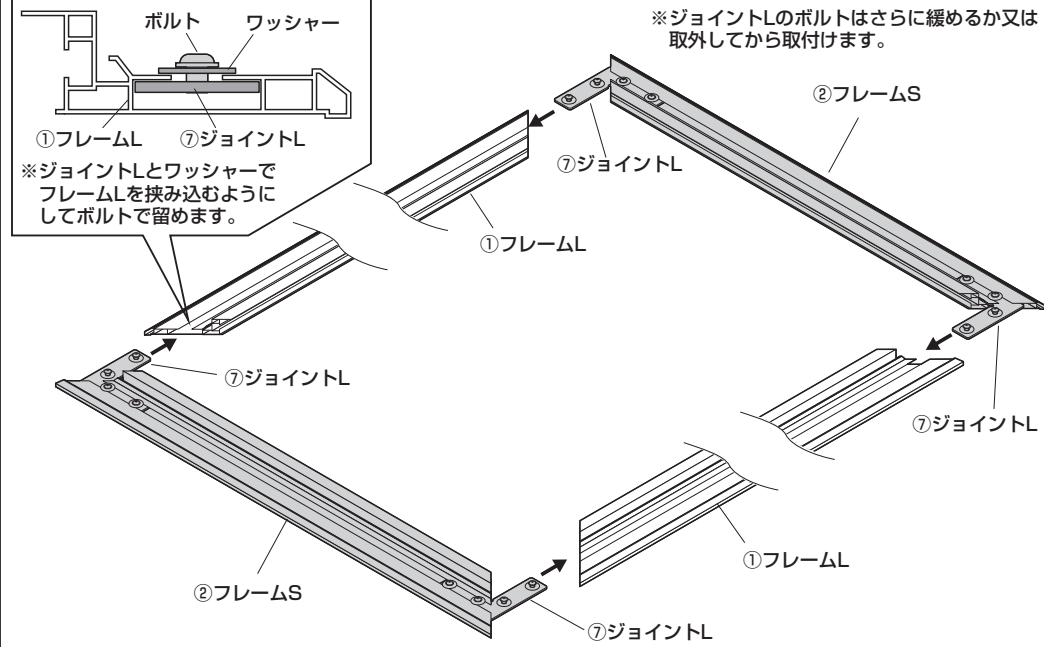 ボルト
ワッシャー
①フレームL
⑦ジョイントL
※ジョイントLとワッシャーで
フレームLを挟み込むように
してボルトで留めます。
※ジョイントLのボルトはさらに緩めるか又は
取外してから取付けます。
②フレームS
⑦ジョイントL
①フレームL
⑦ジョイントL
⑦ジョイントL
①フレームL
②フレームS
⑦ジョイントL